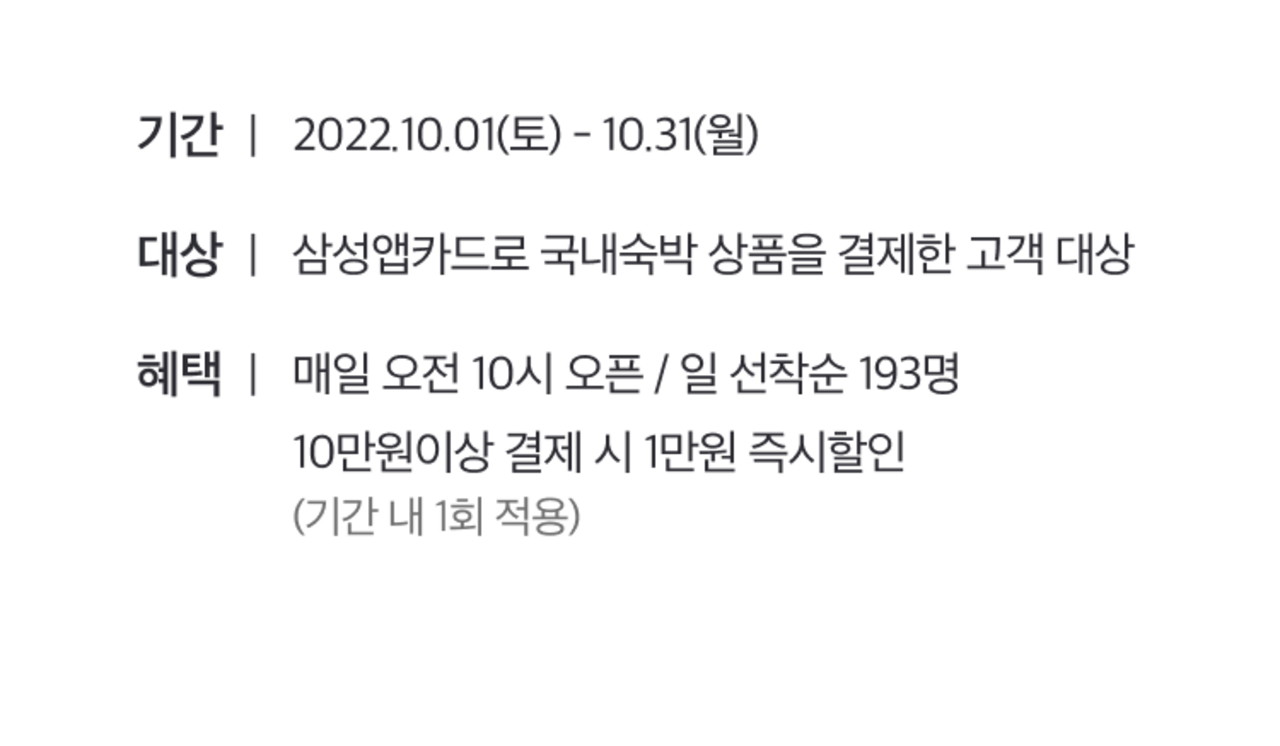 기간 | 2022.10.01(토) - 10.31(월)
대상 | 삼성앱카드로 국내숙박 상품을 결제한 고객 대상
혜택 | 매일 오전 10시 오픈 / 일 선착순 193명
10만원이상 결제 시 1만원 즉시할인
(기간 내 1회 적용)